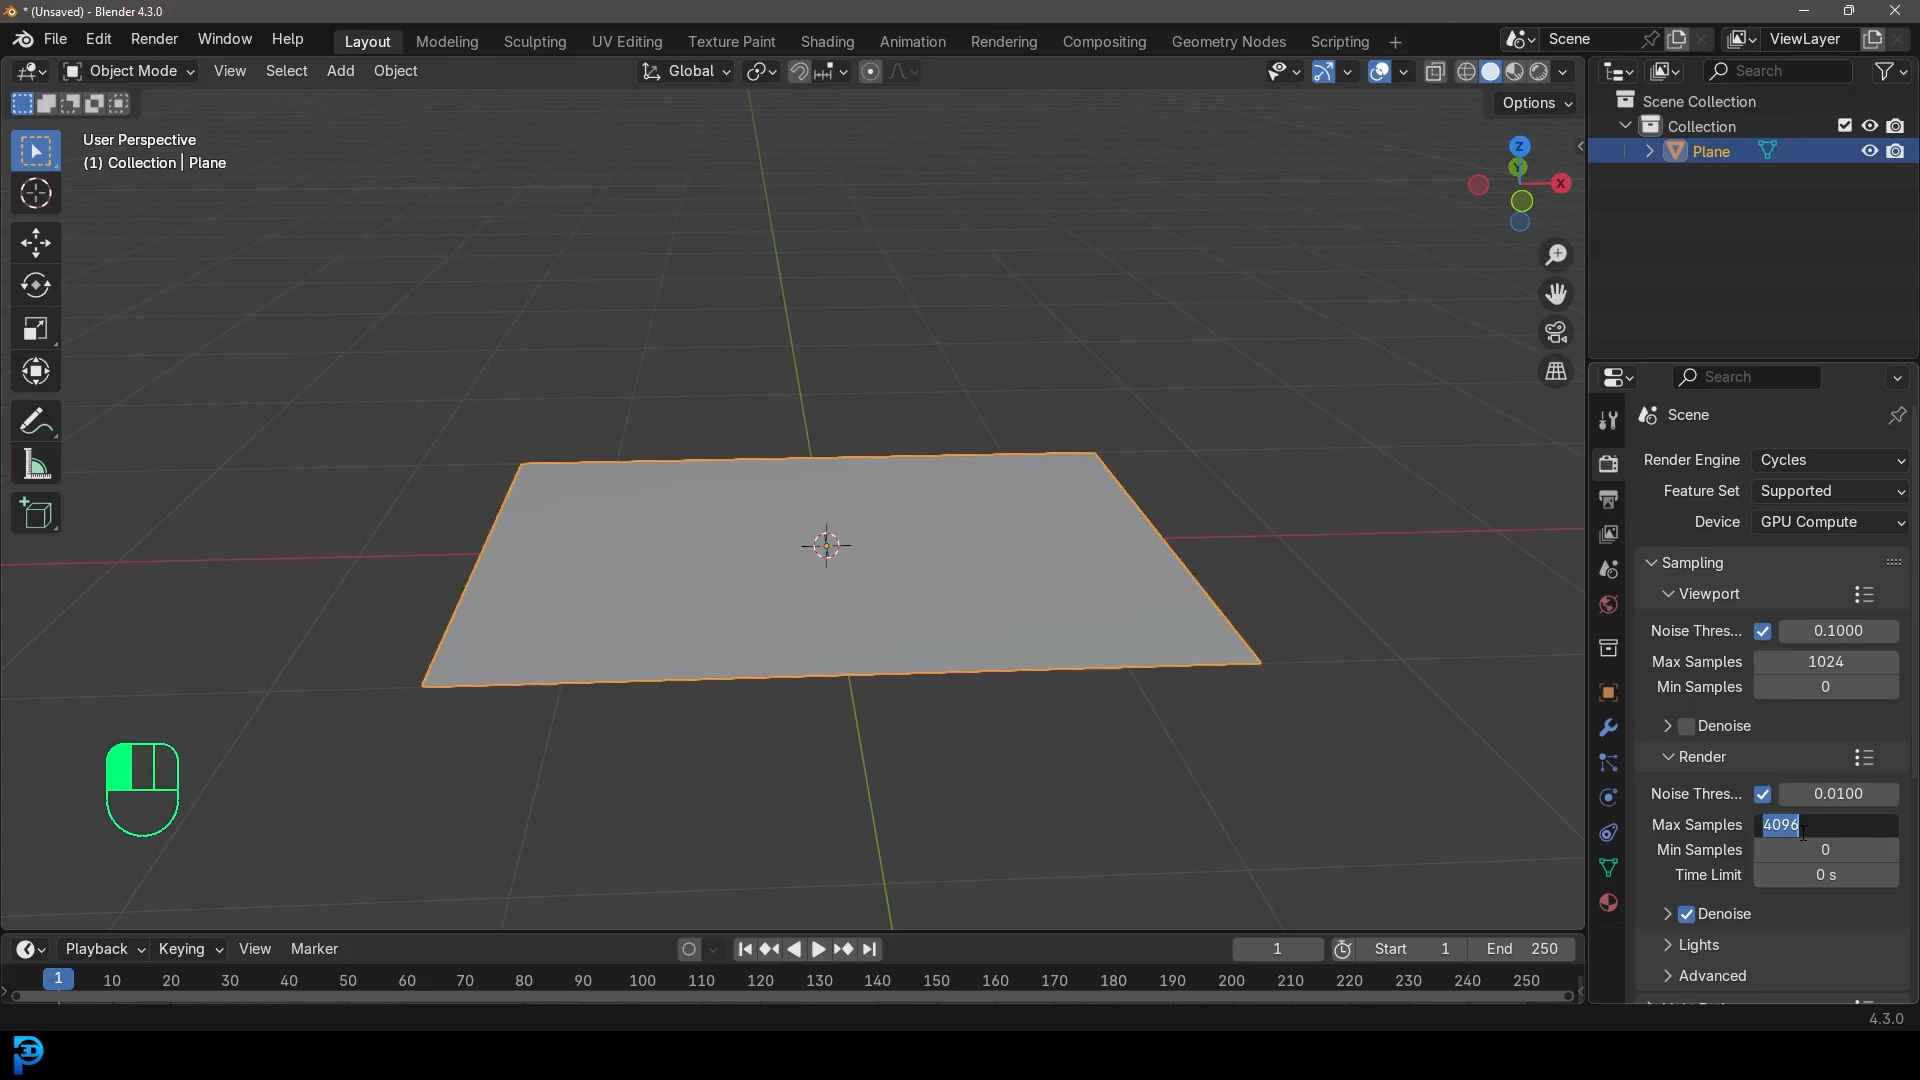 * (Unsaved) - Blender 4.3.0
File Edit Render Window Help
Layout Modeling Sculpting UV Editing Texture Paint Shading Animation Rendering Compositing Geometry Nodes Scripting +
Scene
ViewLayer
Object Mode View Select Add Object
Global
Search
Options
User Perspective
(1) Collection | Plane
Z
Y
X
Scene Collection
Collection
Plane
Search
Scene
Render Engine Cycles
Feature Set Supported
Device GPU Compute
Sampling
Viewport
Noise Thres... 0.1000
Max Samples 1024
Min Samples 0
Denoise
Render
Noise Thres... 0.0100
Max Samples 4096
Min Samples 0
Time Limit 0 s
Denoise
Lights
Advanced
Playback Keying View Marker
1
Start 1
End 250
1 10 20 30 40 50 60 70 80 90 100 110 120 130 140 150 160 170 180 190 200 210 220 230 240 250
4.3.0